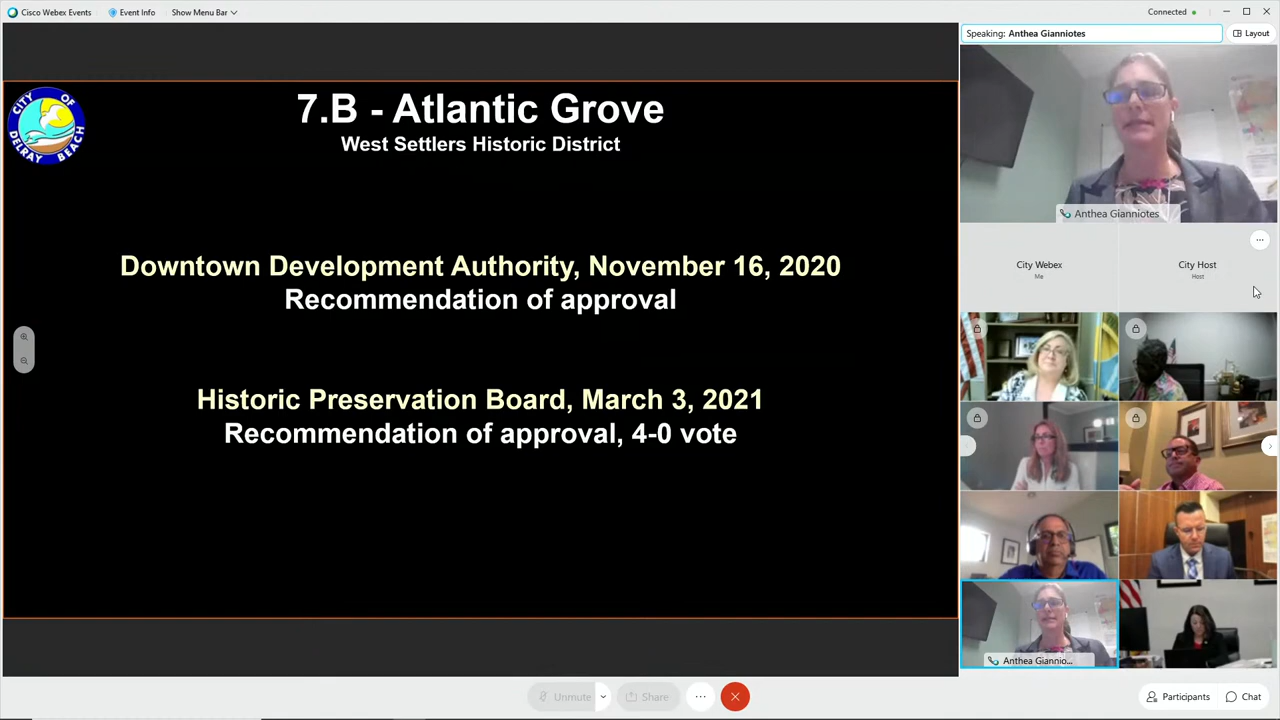 Cisco Webex Events
Event Info
Show Menu Bar
Connected
Speaking: Anthea Gianniotes
Layout
CITY OF
DELRAY BEACH
7.B - Atlantic Grove
West Settlers Historic District
Downtown Development Authority, November 16, 2020
Recommendation of approval
Historic Preservation Board, March 3, 2021
Recommendation of approval, 4-0 vote
Anthea Gianniotes
City Webex
Me
City Host
Host
Anthea Giannio...
Unmute
Share
Participants
Chat